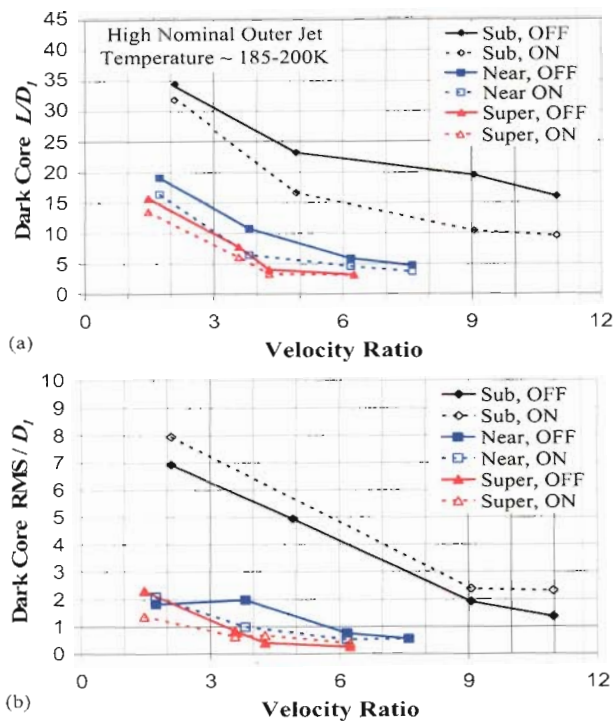 High Nominal Outer Jet
Temperature ~ 185-200K
Sub, OFF
Sub, ON
Near, OFF
Near ON
Super, OFF
Super, ON
Dark Core L/D₁
45
40
35
30
25
20
15
10
5
0
0 3 6 9 12
(a)
Velocity Ratio
Sub, OFF
Sub, ON
Near, OFF
Near, ON
Super, OFF
Super, ON
Dark Core RMS / D₁
10
9
8
7
6
5
4
3
2
1
0
0 3 6 9 12
(b)
Velocity Ratio